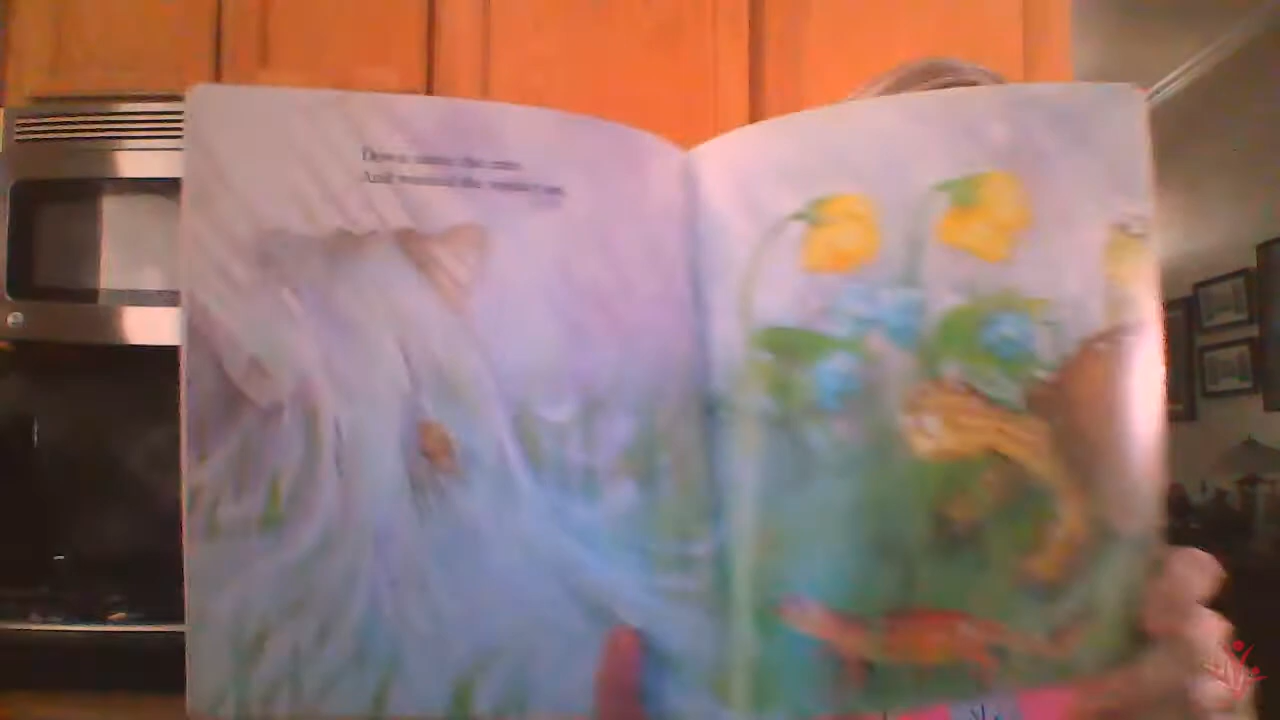 Down came the rain
And washed the spider out.